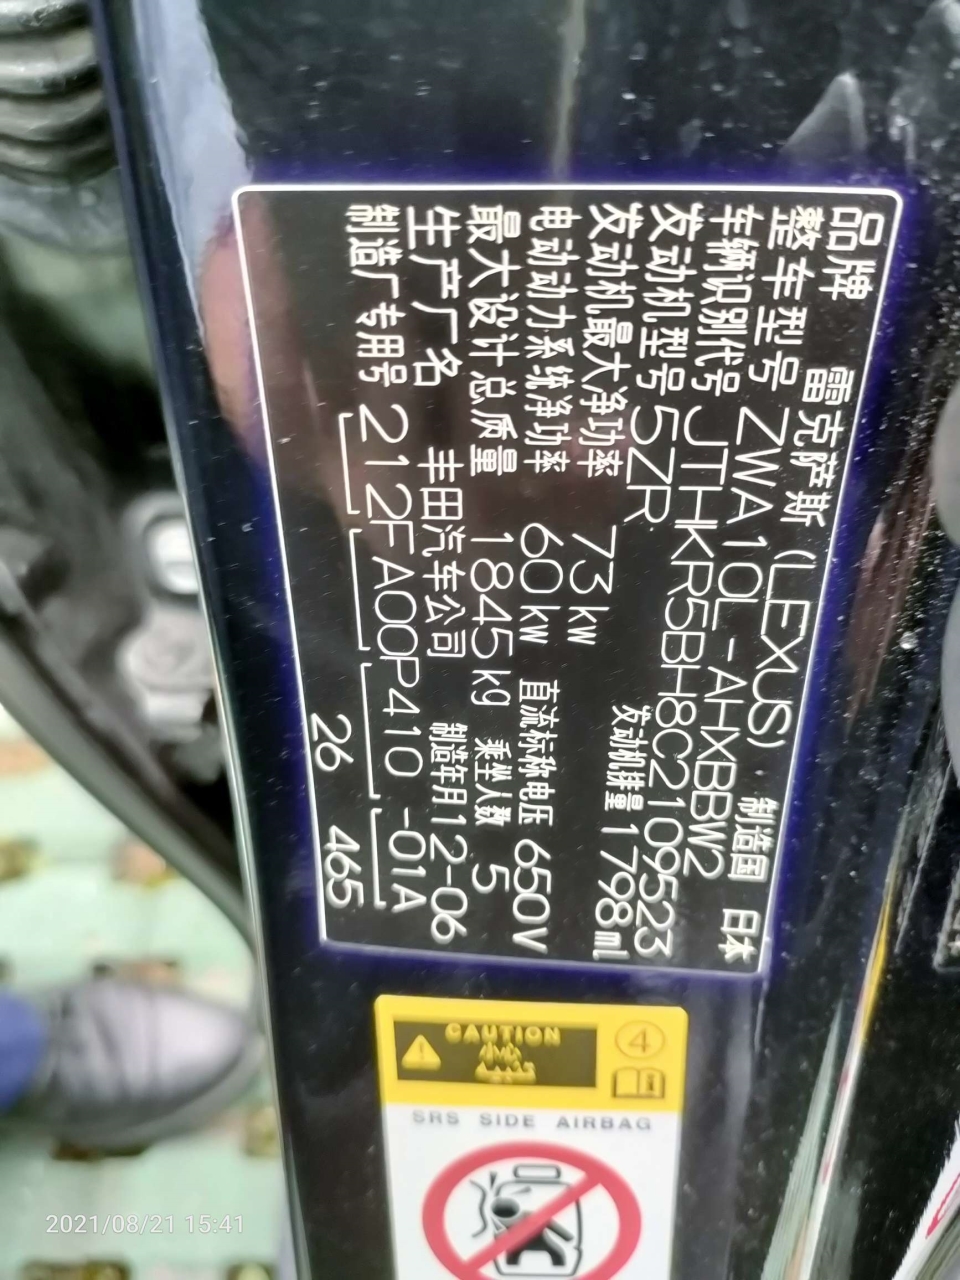 品牌 雷克萨斯 (LEXUS) 制造国 日本
整车型号 ZWA10L-AHXBBW2
车辆识别代号 JTHKR5BH8C2109523
发动机型号 5ZR 发动机排量 1798ml
发动机最大净功率 73kw
电动动力系统净功率 60kw 直流标称电压 650V
最大设计总质量 1845kg 乘坐人数 5
生产厂名 丰田汽车公司 制造年月 12-06
制造厂专用号 212FA00P410-01A
26 465
CAUTION
4
SRS SIDE AIRBAG
2021/08/21 15:41